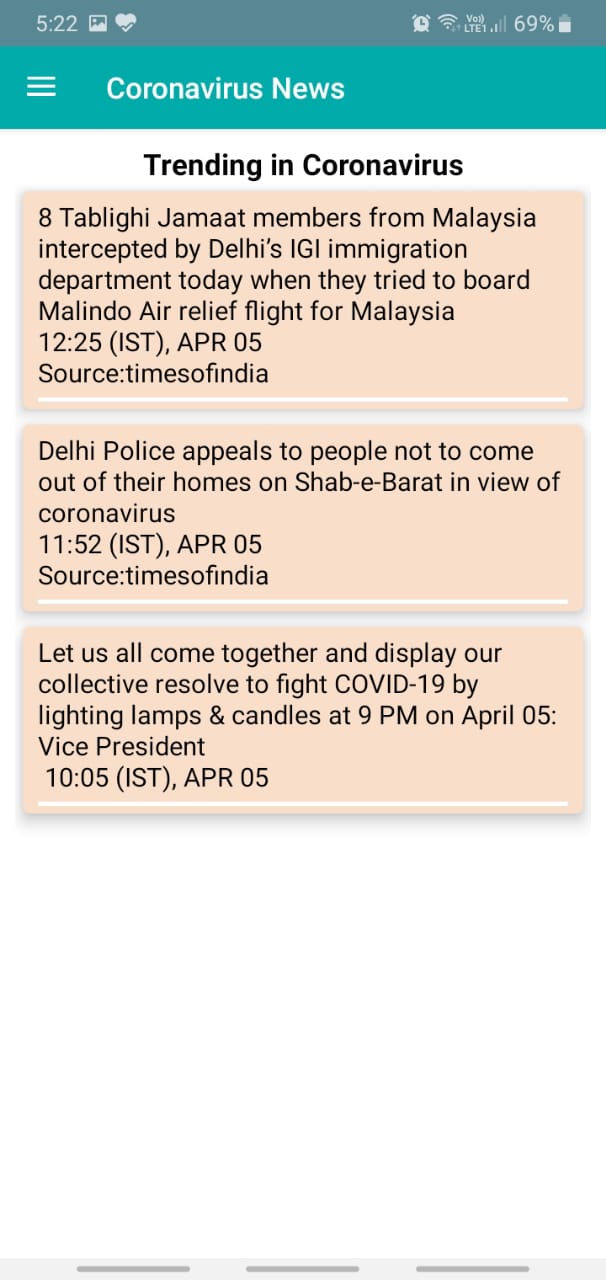 5:22
Vo)) LTE1 69%
Coronavirus News
Trending in Coronavirus
8 Tablighi Jamaat members from Malaysia
intercepted by Delhi's IGI immigration
department today when they tried to board
Malindo Air relief flight for Malaysia
12:25 (IST), APR 05
Source:timesofindia
Delhi Police appeals to people not to come
out of their homes on Shab-e-Barat in view of
coronavirus
11:52 (IST), APR 05
Source:timesofindia
Let us all come together and display our
collective resolve to fight COVID-19 by
lighting lamps & candles at 9 PM on April 05:
Vice President
10:05 (IST), APR 05